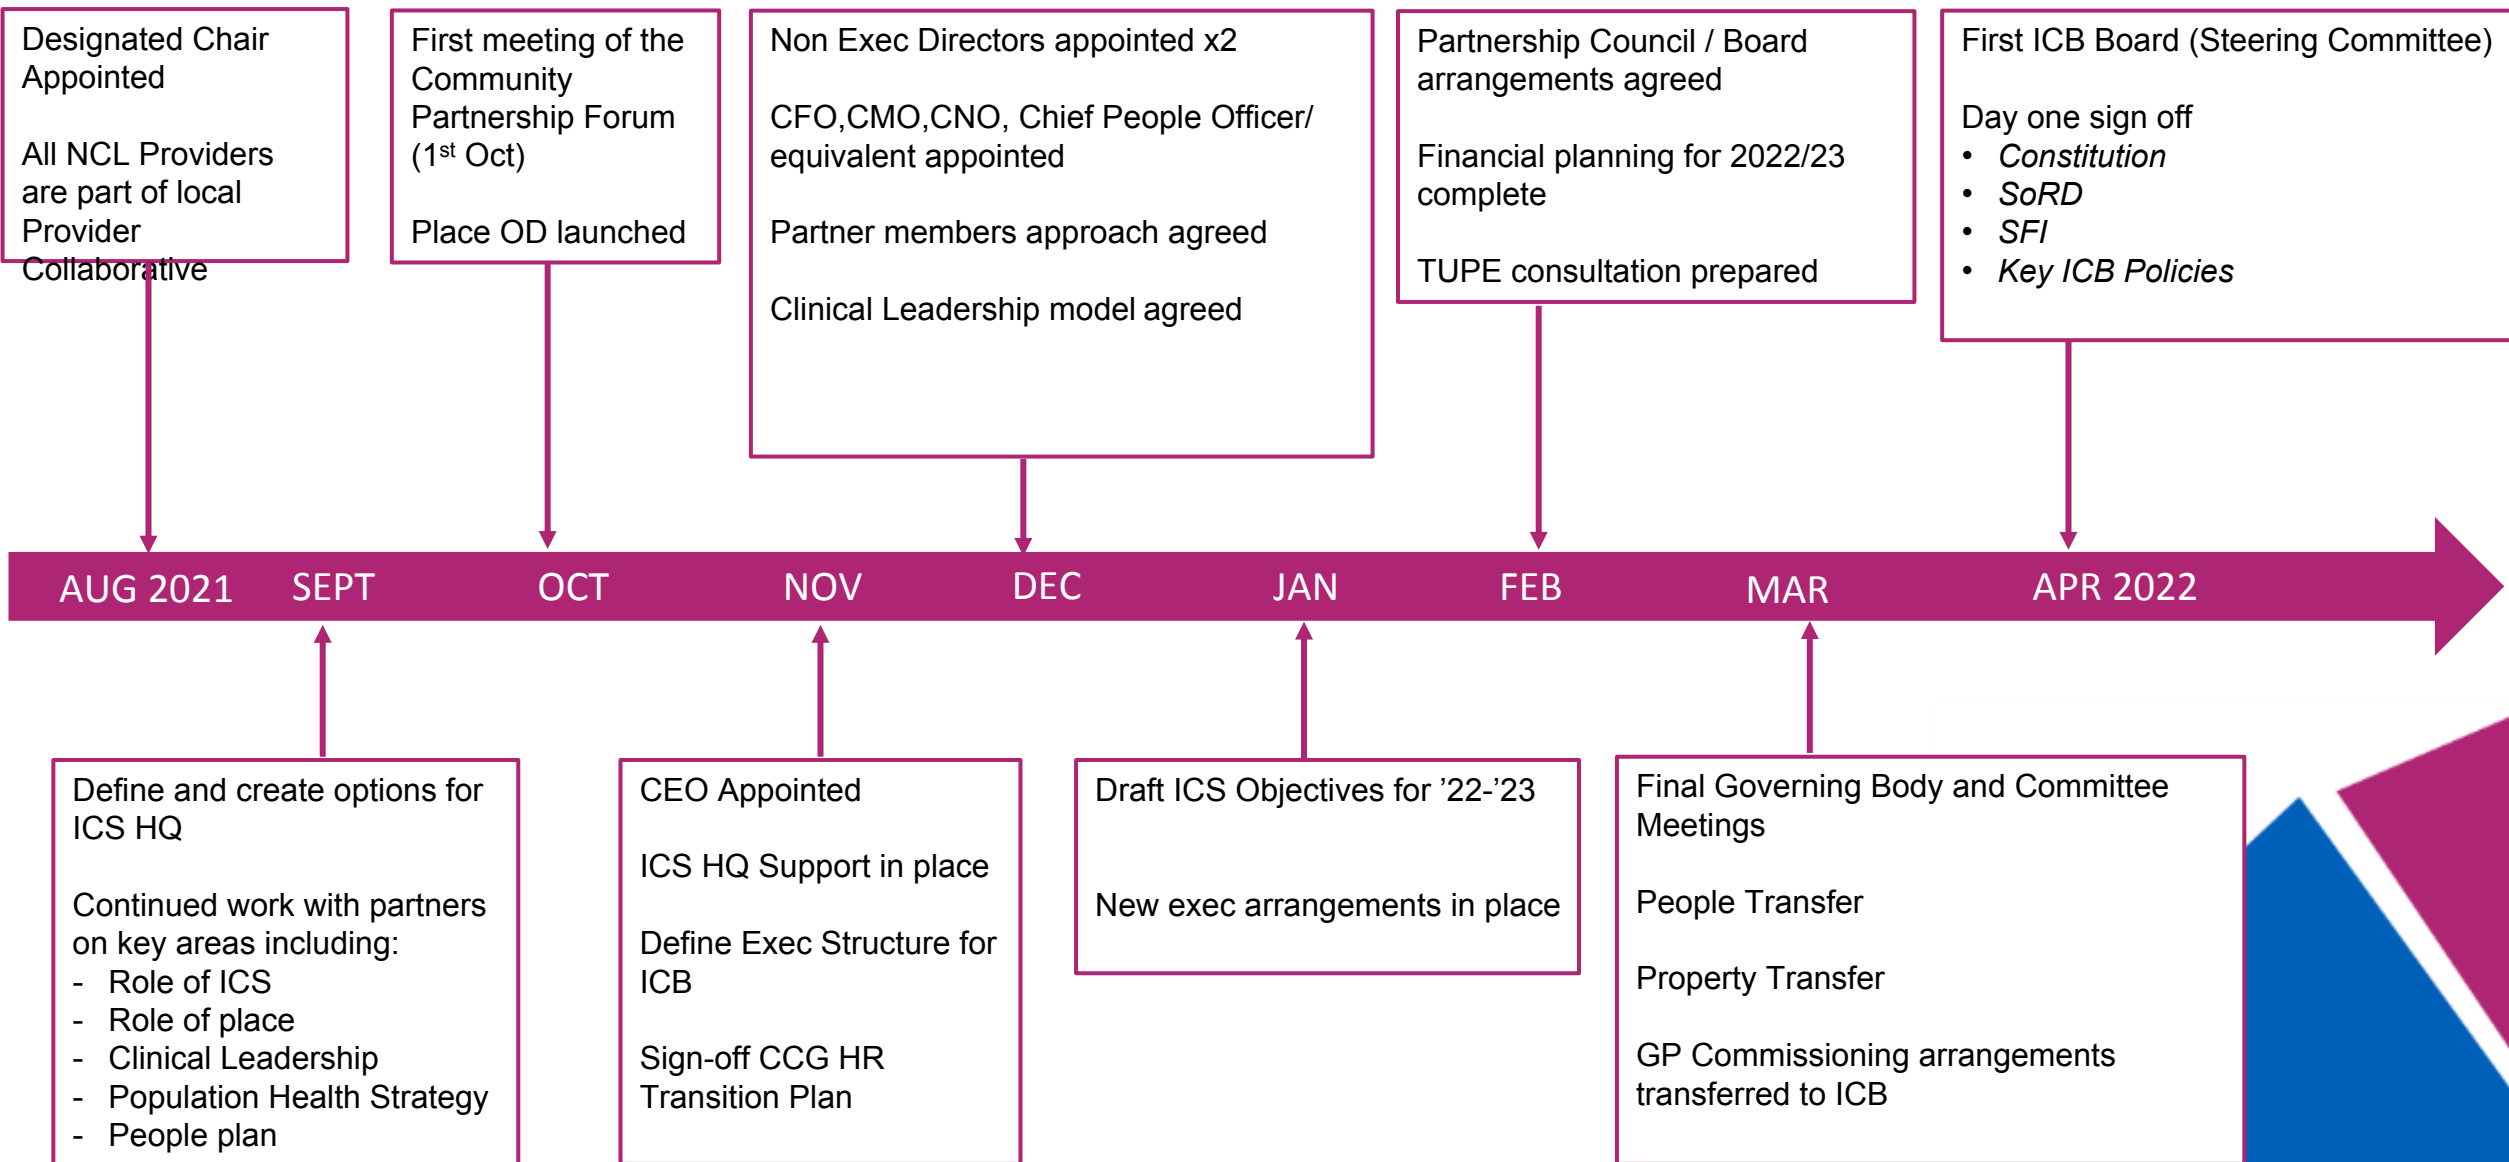 Designated Chair
Appointed
All NCL Providers
are part of local
Provider
Collaborative
First meeting of the
Community
Partnership Forum
(1st Oct)
Place OD launched
Non Exec Directors appointed x2
CFO,CMO,CNO, Chief People Officer/
equivalent appointed
Partner members approach agreed
Clinical Leadership model agreed
Partnership Council / Board
arrangements agreed
Financial planning for 2022/23
complete
TUPE consultation prepared
First ICB Board (Steering Committee)
Day one sign off
• Constitution
• SoRD
• SFI
• Key ICB Policies
AUG 2021 SEPT OCT NOV DEC JAN FEB MAR APR 2022
Define and create options for
ICS HQ
Continued work with partners
on key areas including:
- Role of ICS
- Role of place
- Clinical Leadership
- Population Health Strategy
- People plan
CEO Appointed
ICS HQ Support in place
Define Exec Structure for
ICB
Sign-off CCG HR
Transition Plan
Draft ICS Objectives for ’22-’23
New exec arrangements in place
Final Governing Body and Committee
Meetings
People Transfer
Property Transfer
GP Commissioning arrangements
transferred to ICB